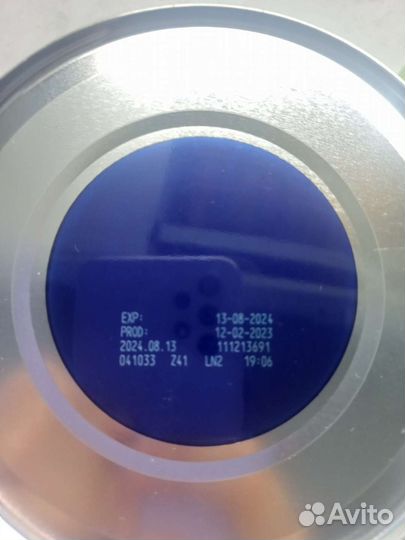 EXP: 13-08-2024
PROD: 12-02-2023
2024.08.13 111213691
041033 Z41 LN2 19:06
Avito